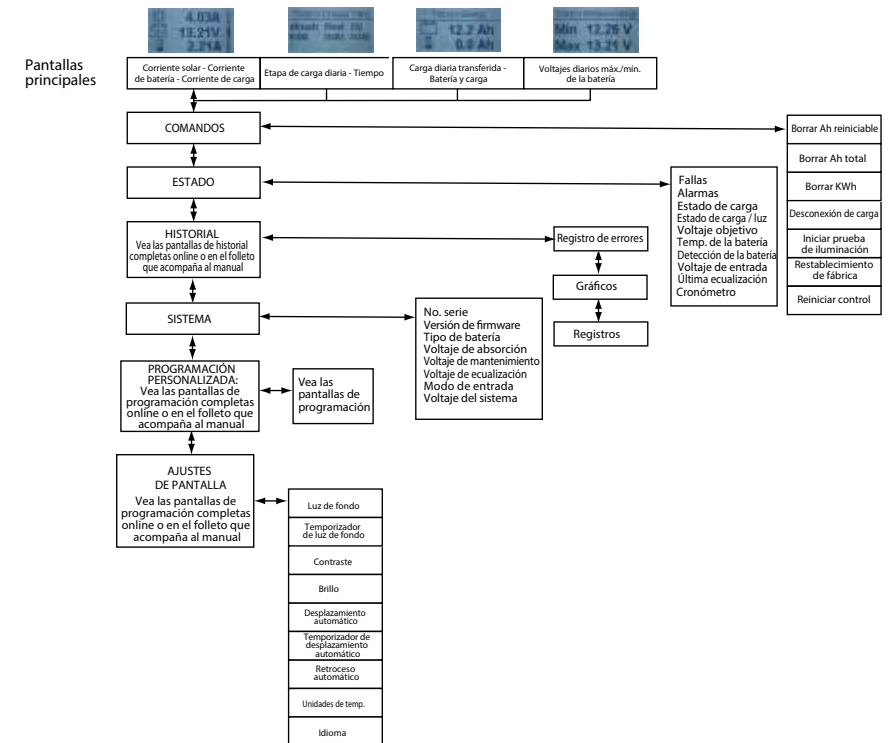 4.03A
13.21V
2.21A
12.2 Ah
0.0 Ah
Min 12.26 V
Max 13.21 V
Pantallas
principales
Corriente solar - Corriente
de batería - Corriente de carga
Etapa de carga diaria - Tiempo
Carga diaria transferida -
Batería y carga
Voltajes diarios máx./mín.
de la batería
COMANDOS
Borrar Ah reiniciable
Borrar Ah total
Borrar KWh
Desconexión de carga
Iniciar prueba
de iluminación
Restablecimiento
de fábrica
Reiniciar control
ESTADO
Fallas
Alarmas
Estado de carga
Estado de carga / luz
Voltaje objetivo
Temp. de la batería
Detección de la batería
Voltaje de entrada
Última ecualización
Cronómetro
HISTORIAL
Vea las pantallas de historial
completas online o en el folleto
que acompaña al manual
Registro de errores
Gráficos
Registros
SISTEMA
No. serie
Versión de firmware
Tipo de batería
Voltaje de absorción
Voltaje de mantenimiento
Voltaje de ecualización
Modo de entrada
Voltaje del sistema
PROGRAMACIÓN
PERSONALIZADA:
Vea las pantallas de
programación completas
online o en el folleto que
acompaña al manual
Vea las
pantallas de
programación
AJUSTES
DE PANTALLA
Vea las pantallas de
programación completas
online o en el folleto que
acompaña al manual
Luz de fondo
Temporizador
de luz de fondo
Contraste
Brillo
Desplazamiento
automático
Temporizador de
desplazamiento
automático
Retroceso
automático
Unidades de temp.
Idioma